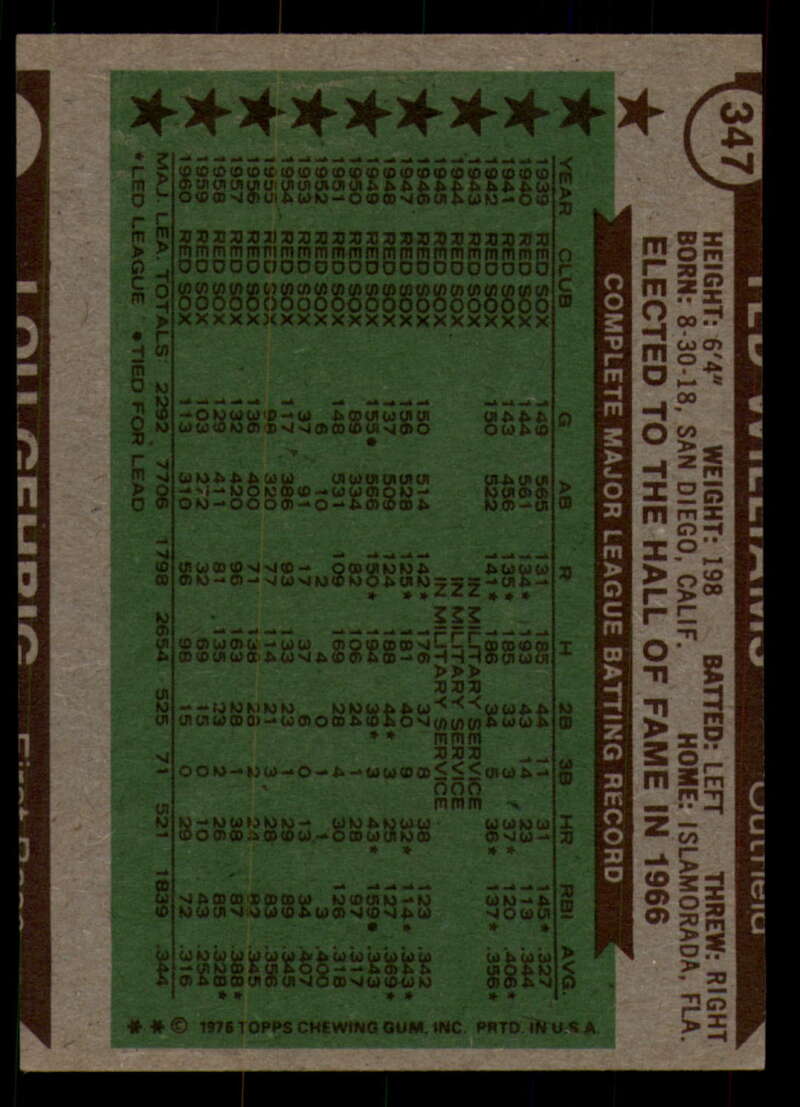 347
TED WILLIAMS Outfield
HEIGHT: 6'4" WEIGHT: 198 BATTED: LEFT THREW: RIGHT
BORN: 8-30-18, SAN DIEGO, CALIF. HOME: ISLAMORADA, FLA.
ELECTED TO THE HALL OF FAME IN 1966
COMPLETE MAJOR LEAGUE BATTING RECORD
YEAR CLUB G AB R H 2B 3B HR RBI AVG.
1939 RED SOX 149 565 131 185 44 11 31 145* .327
1940 RED SOX 144 561 134* 193 43 14 23 113 .344
1941 RED SOX 143 456 135* 185 33 3 37* 120 .406*
1942 RED SOX 150 522 141* 186 34 5 36* 137* .356*
1943 RED SOX IN MILITARY SERVICE
1944 RED SOX IN MILITARY SERVICE
1945 RED SOX IN MILITARY SERVICE
1946 RED SOX 150 514 142* 176 37 8 38 123 .342
1947 RED SOX 156 528 125* 181 40 9 32* 114* .343*
1948 RED SOX 137 509 124 188 44* 3 25 127 .369*
1949 RED SOX 155• 566 150* 194 39* 3 43* 159• .343
1950 RED SOX 89 334 82 106 24 1 28 97 .317
1951 RED SOX 148 531 109 169 28 4 30 126 .318
1952 RED SOX 6 10 2 4 0 1 1 3 .400
1953 RED SOX 37 91 17 37 6 0 13 34 .407
1954 RED SOX 117 386 93 133 23 1 29 89 .345
1955 RED SOX 98 320 77 114 21 3 28 83 .356
1956 RED SOX 136 400 71 138 28 2 24 82 .345
1957 RED SOX 132 420 96 163 28 1 38 87 .388*
1958 RED SOX 129 411 81 135 23 2 26 85 .328*
1959 RED SOX 103 272 32 69 15 0 10 43 .254
1960 RED SOX 113 310 56 98 15 0 29 72 .316
MAJ. LEA. TOTALS 2292 7706 1798 2654 525 71 521 1839 .344
*LED LEAGUE •TIED FOR LEAD
* * © 1976 TOPPS CHEWING GUM, INC. PRTD. IN U.S.A.
LOU GEHRIG First Base